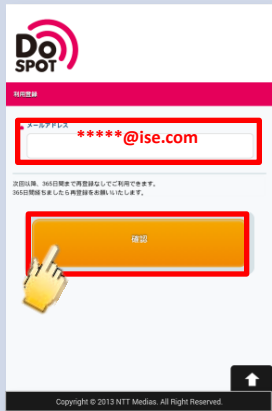 Do
SPOT
利用登録
メールアドレス
*****@ise.com
次回以降、365日間まで再登録なしでご利用できます。
365日間経ちましたら再登録をお願いいたします。
確認
Copyright © 2013 NTT Medias. All Right Reserved.